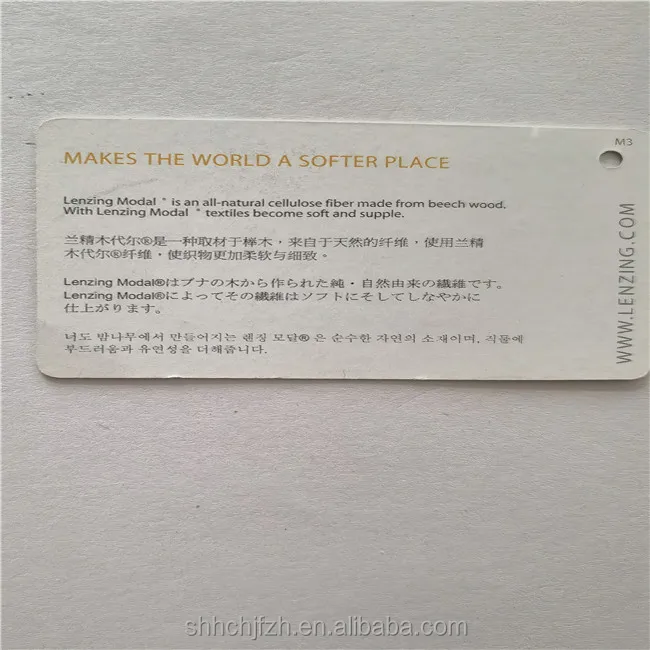 M3
MAKES THE WORLD A SOFTER PLACE
Lenzing Modal® is an all-natural cellulose fiber made from beech wood.
With Lenzing Modal® textiles become soft and supple.
兰精木代尔®是一种取材于榉木，来自于天然的纤维，使用兰精
木代尔®纤维，使织物更加柔软与细致。
Lenzing Modal®はブナの木から作られた純・自然由来の繊維です。
Lenzing Modal®によってその繊維はソフトにそしてしなやかに
仕上がります。
너도 밤나무에서 만들어지는 렌징 모달®은 순수한 자연의 소재이며, 직물에
부드러움과 유연성을 더해줍니다.
WWW.LENZING.COM
shhchjfzh.en.alibaba.com